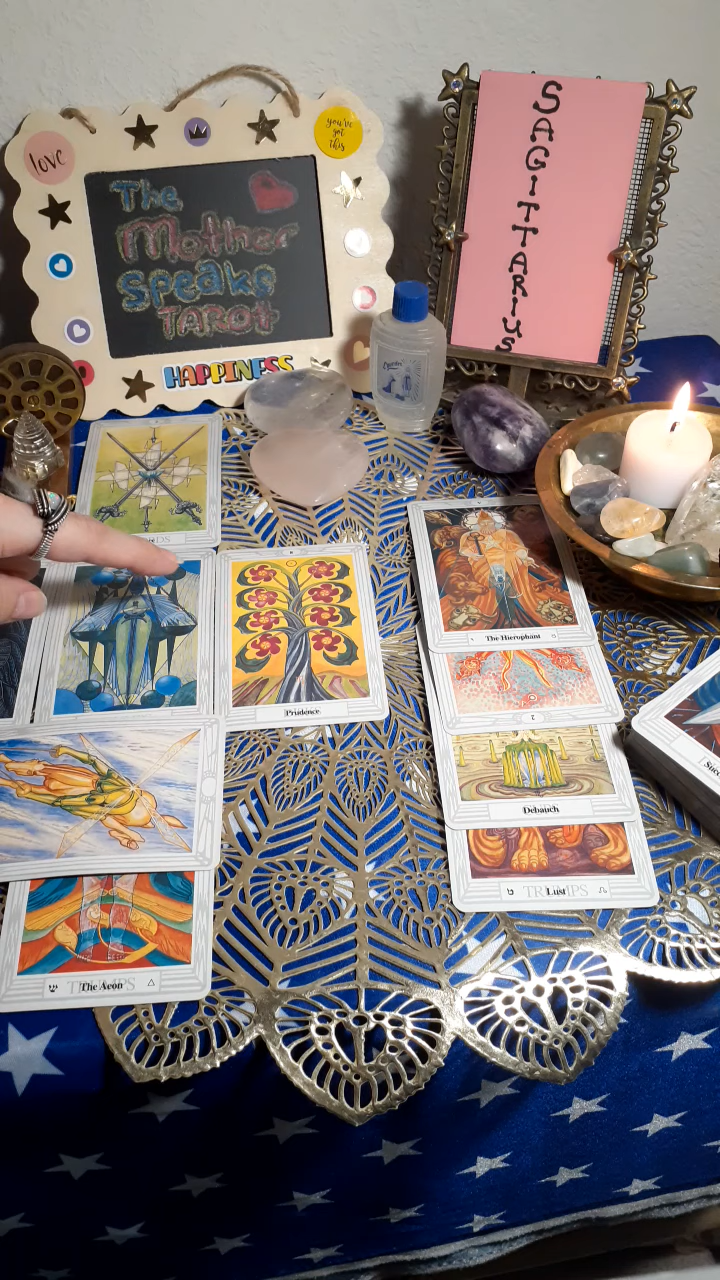 love
you've
got
this
The
Mother
Speaks
TAROT
HAPPINESS
SAGITTARIUS
The Hierophant
Prudence
2
Debauch
TRUMPS
Lust
TRUMPS
The Aeon